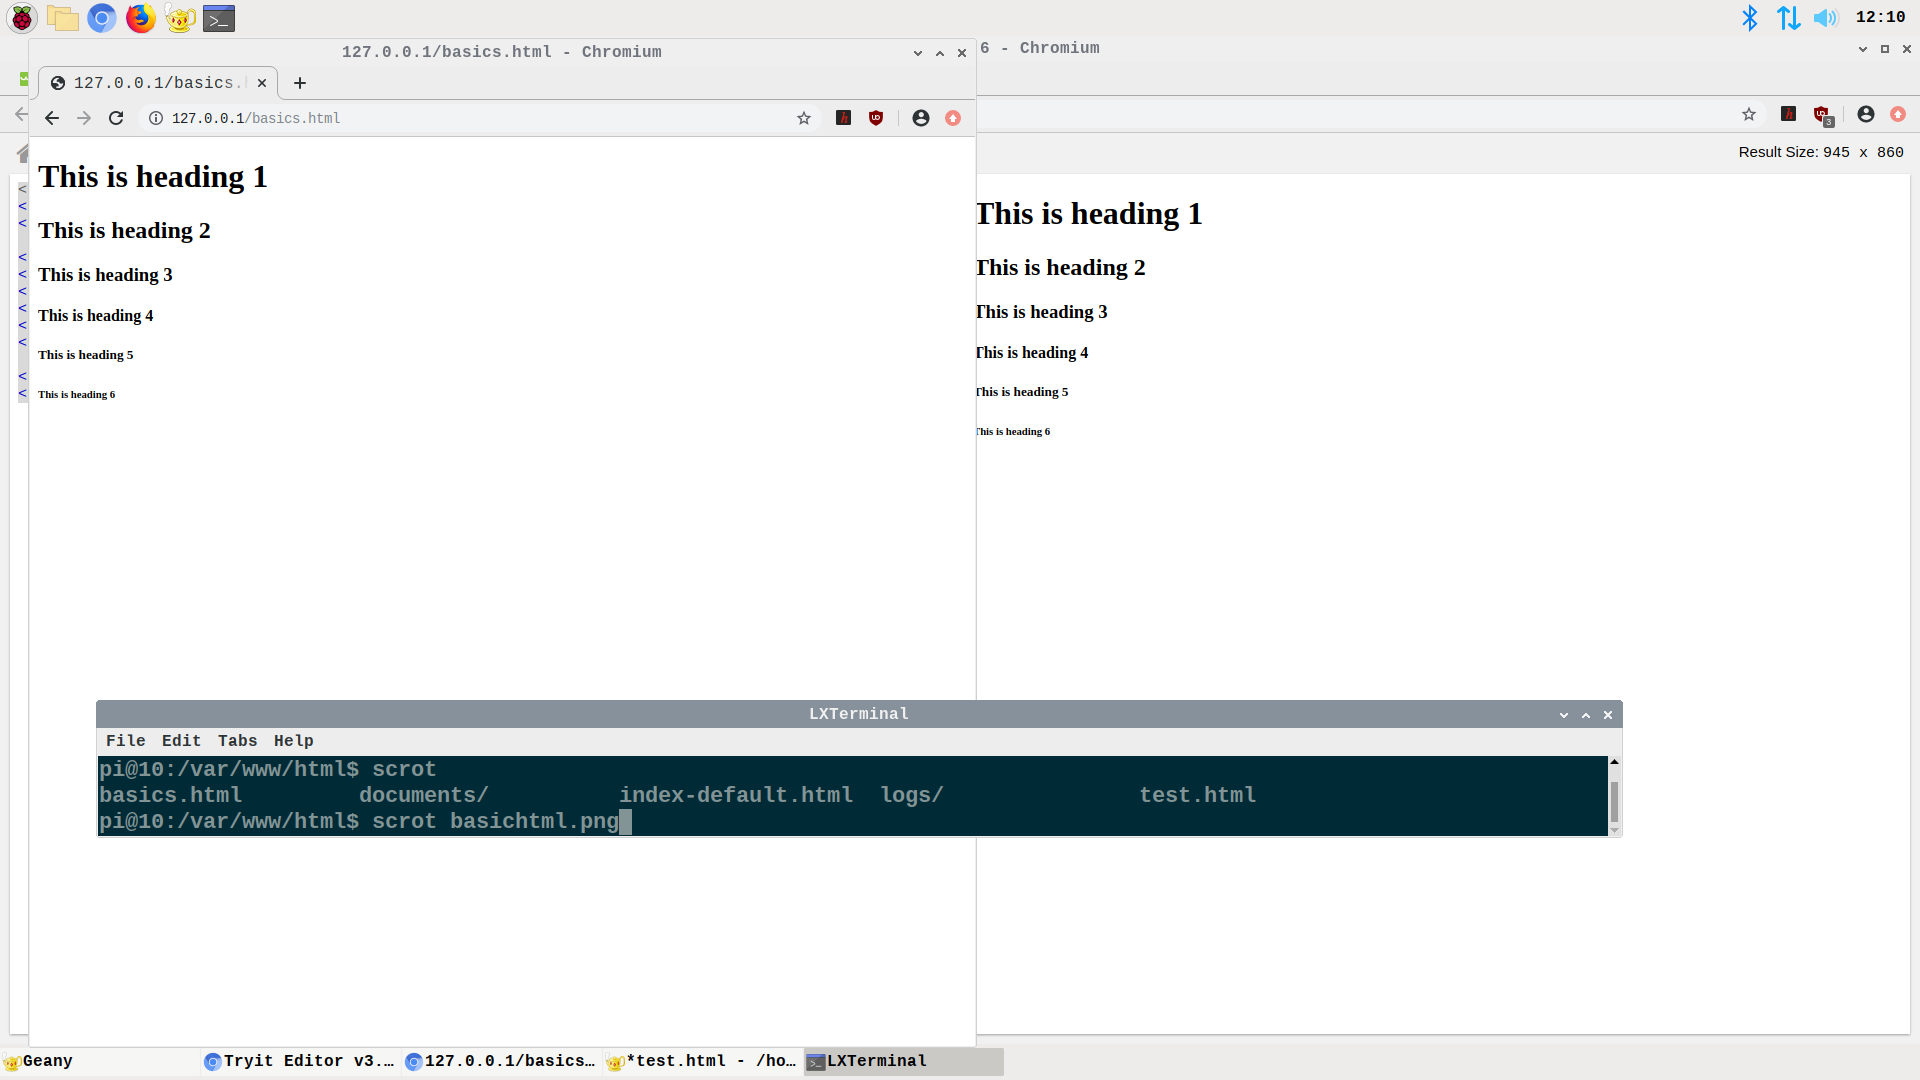 12:10
127.0.0.1/basics.html - Chromium
6 - Chromium
127.0.0.1/basics.
127.0.0.1/basics.html
3
Result Size: 945 x 860
<
<
<
<
<
<
<
<
<
<
<
This is heading 1
This is heading 2
This is heading 3
This is heading 4
This is heading 5
This is heading 6
This is heading 1
This is heading 2
This is heading 3
This is heading 4
This is heading 5
This is heading 6
LXTerminal
File Edit Tabs Help
pi@10:/var/www/html$ scrot
basics.html documents/ index-default.html logs/ test.html
pi@10:/var/www/html$ scrot basichtml.png
Geany
Tryit Editor v3.…
127.0.0.1/basics…
*test.html - /ho…
LXTerminal